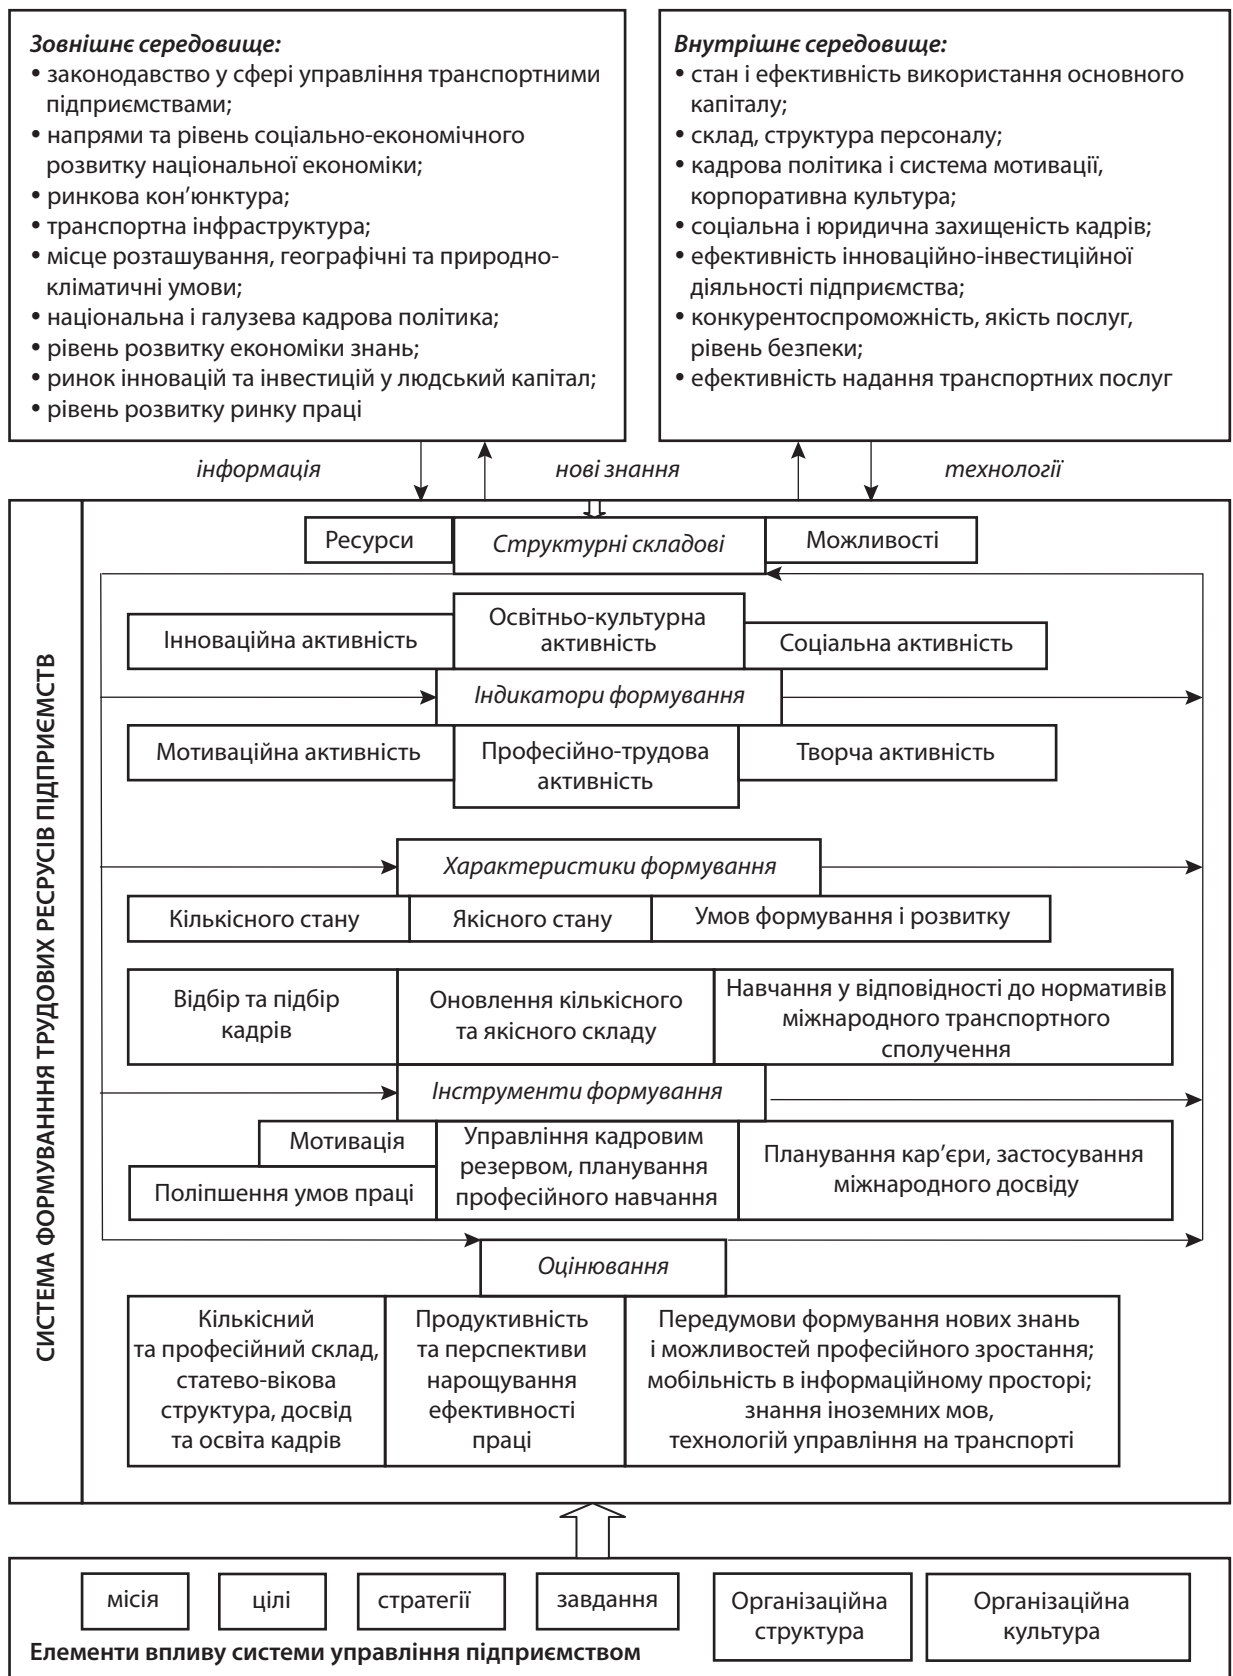 Зовнішнє середовище:
• законодавство у сфері управління транспортними
підприємствами;
• напрями та рівень соціально-економічного
розвитку національної економіки;
• ринкова кон’юнктура;
• транспортна інфраструктура;
• місце розташування, географічні та природно-
кліматичні умови;
• національна і галузева кадрова політика;
• рівень розвитку економіки знань;
• ринок інновацій та інвестицій у людський капітал;
• рівень розвитку ринку праці
Внутрішнє середовище:
• стан і ефективність використання основного
капіталу;
• склад, структура персоналу;
• кадрова політика і система мотивації,
корпоративна культура;
• соціальна і юридична захищеність кадрів;
• ефективність інноваційно-інвестиційної
діяльності підприємства;
• конкурентоспроможність, якість послуг,
рівень безпеки;
• ефективність надання транспортних послуг
інформація
нові знання
технології
СИСТЕМА ФОРМУВАНННЯ ТРУДОВИХ РЕСРУСІВ ПІДПРИЄМСТВ
Ресурси
Структурні складові
Можливості
Інноваційна активність
Освітньо-культурна
активність
Соціальна активність
Індикатори формування
Мотиваційна активність
Професійно-трудова
активність
Творча активність
Характеристики формування
Кількісного стану
Якісного стану
Умов формування і розвитку
Відбір та підбір
кадрів
Оновлення кількісного
та якісного складу
Навчання у відповідності до нормативів
міжнародного транспортного
сполучення
Інструменти формування
Мотивація
Поліпшення умов праці
Управління кадровим
резервом, планування
професійного навчання
Планування кар’єри, застосування
міжнародного досвіду
Оцінювання
Кількісний
та професійний склад,
статево-вікова
структура, досвід
та освіта кадрів
Продуктивність
та перспективи
нарощування
ефективності
праці
Передумови формування нових знань
і можливостей професійного зростання;
мобільність в інформаційному просторі;
знання іноземних мов,
технологій управління на транспорті
місія
цілі
стратегії
завдання
Організаційна
структура
Організаційна
культура
Елементи впливу системи управління підприємством